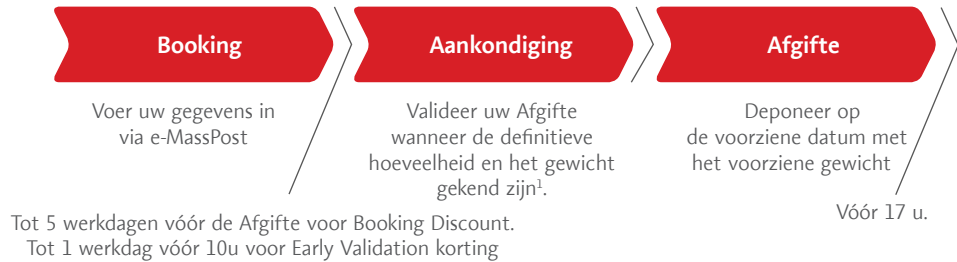 Booking
Aankondiging
Afgifte
Voer uw gegevens in
via e-MassPost
Valideer uw Afgifte
wanneer de definitieve
hoeveelheid en het gewicht
gekend zijn¹.
Deponeer op
de voorziene datum met
het voorziene gewicht
Tot 5 werkdagen vóór de Afgifte voor Booking Discount.
Tot 1 werkdag vóór 10u voor Early Validation korting
Vóór 17 u.